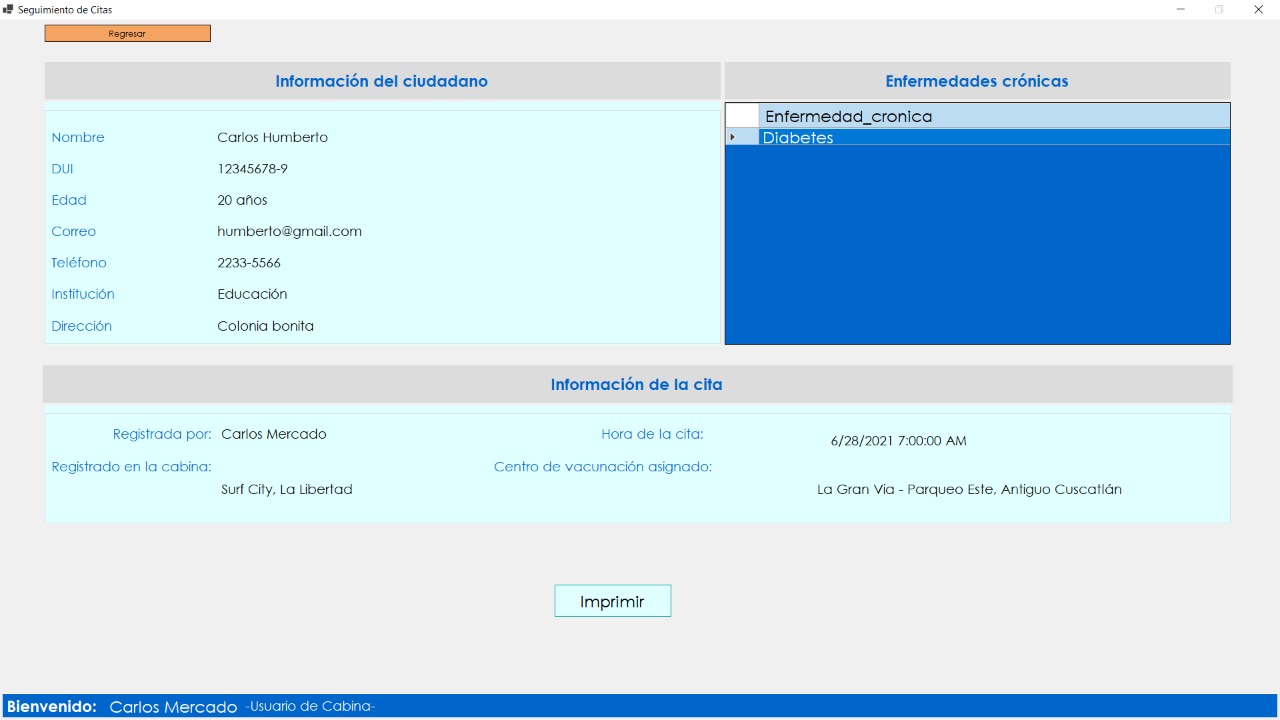 Seguimiento de Citas
Regresar
Información del ciudadano
Nombre Carlos Humberto
DUI 12345678-9
Edad 20 años
Correo humberto@gmail.com
Teléfono 2233-5566
Institución Educación
Dirección Colonia bonita
Enfermedades crónicas
Enfermedad_cronica
Diabetes
Información de la cita
Registrada por: Carlos Mercado
Hora de la cita: 6/28/2021 7:00:00 AM
Registrado en la cabina:
Surf City, La Libertad
Centro de vacunación asignado:
La Gran Via - Parqueo Este, Antiguo Cuscatlán
Imprimir
Bienvenido: Carlos Mercado -Usuario de Cabina-